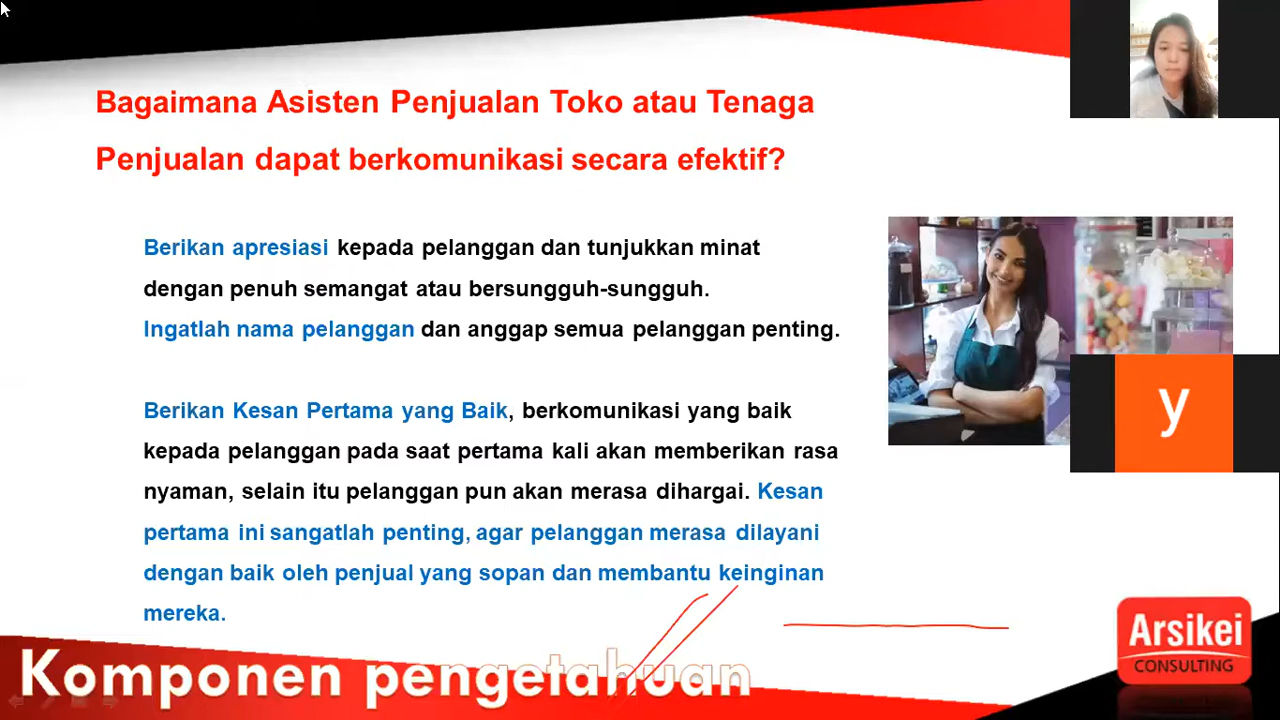 Bagaimana Asisten Penjualan Toko atau Tenaga
Penjualan dapat berkomunikasi secara efektif?
Berikan apresiasi kepada pelanggan dan tunjukkan minat
dengan penuh semangat atau bersungguh-sungguh.
Ingatlah nama pelanggan dan anggap semua pelanggan penting.
Berikan Kesan Pertama yang Baik, berkomunikasi yang baik
kepada pelanggan pada saat pertama kali akan memberikan rasa
nyaman, selain itu pelanggan pun akan merasa dihargai. Kesan
pertama ini sangatlah penting, agar pelanggan merasa dilayani
dengan baik oleh penjual yang sopan dan membantu keinginan
mereka.
y
Komponen pengetahuan
Arsikei
CONSULTING